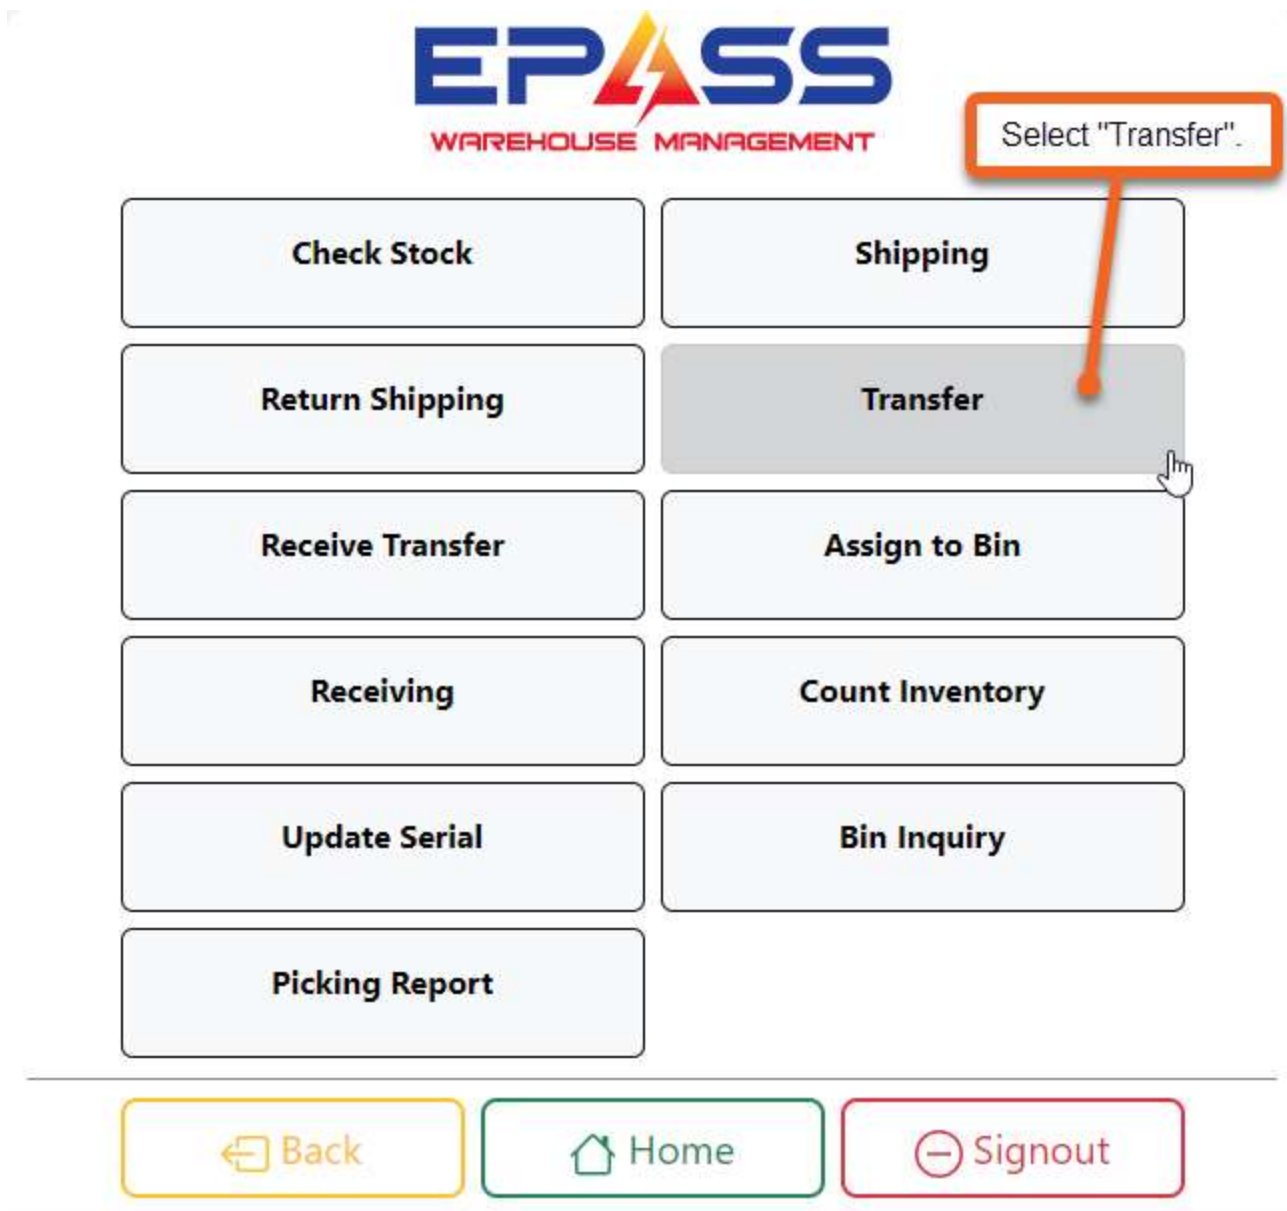 EPASS
WAREHOUSE MANAGEMENT
Select "Transfer".
Check Stock
Shipping
Return Shipping
Transfer
Receive Transfer
Assign to Bin
Receiving
Count Inventory
Update Serial
Bin Inquiry
Picking Report
Back
Home
Signout